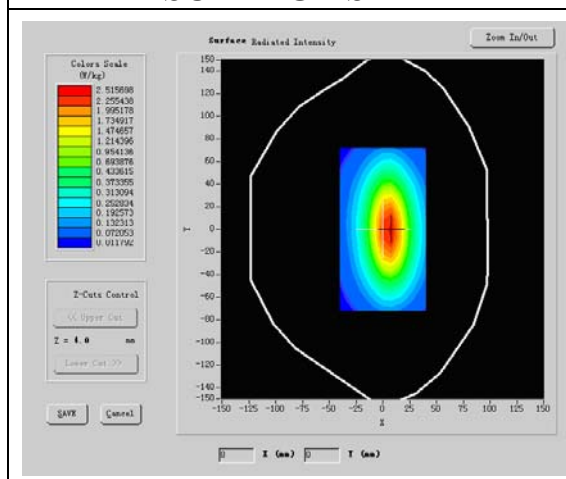 Surface Radiated Intensity
Zoom In/Out
Colors Scale
(W/kg)
2.515698
2.255438
1.995178
1.734917
1.474657
1.214396
0.954136
0.693876
0.433615
0.373355
0.313094
0.252834
0.192573
0.132313
0.072053
0.011792
Z-Cuts Control
<< Upper Cut
Z = 4.0 mm
Lower Cut >>
SAVE
Cancel
150
140
120
100
80
60
40
20
0
-20
-40
-60
-80
-100
-120
-140
-150
Y
-150 -125 -100 -75 -50 -25 0 25 50 75 100 125 150
X
0 X (mm) 0 Y (mm)